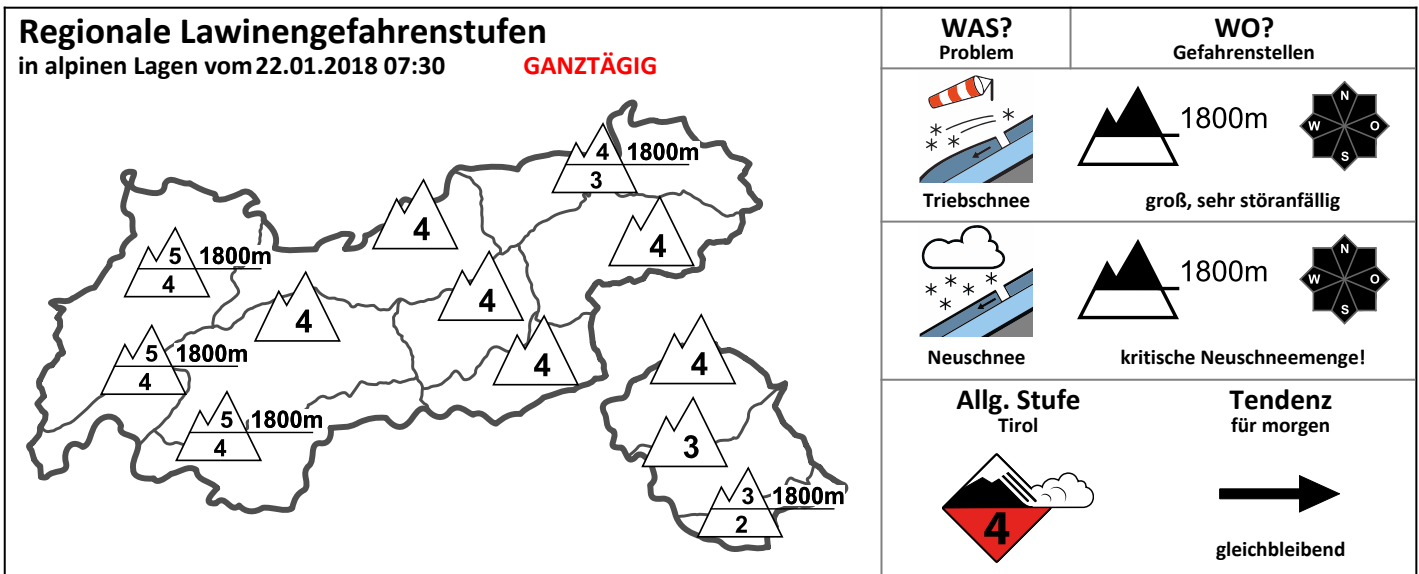 Regionale Lawinengefahrenstufen
in alpinen Lagen vom 22.01.2018 07:30 GANZTÄGIG
4 1800m
3
4
4
5 1800m
4
4
4
5 1800m
4
4
4
5 1800m
4
3
3 1800m
2
WAS?
Problem
WO?
Gefahrenstellen
1800m
N
W O
S
Triebschnee
groß, sehr störanfällig
1800m
N
W O
S
Neuschnee
kritische Neuschneemenge!
Allg. Stufe
Tirol
Tendenz
für morgen
4
gleichbleibend